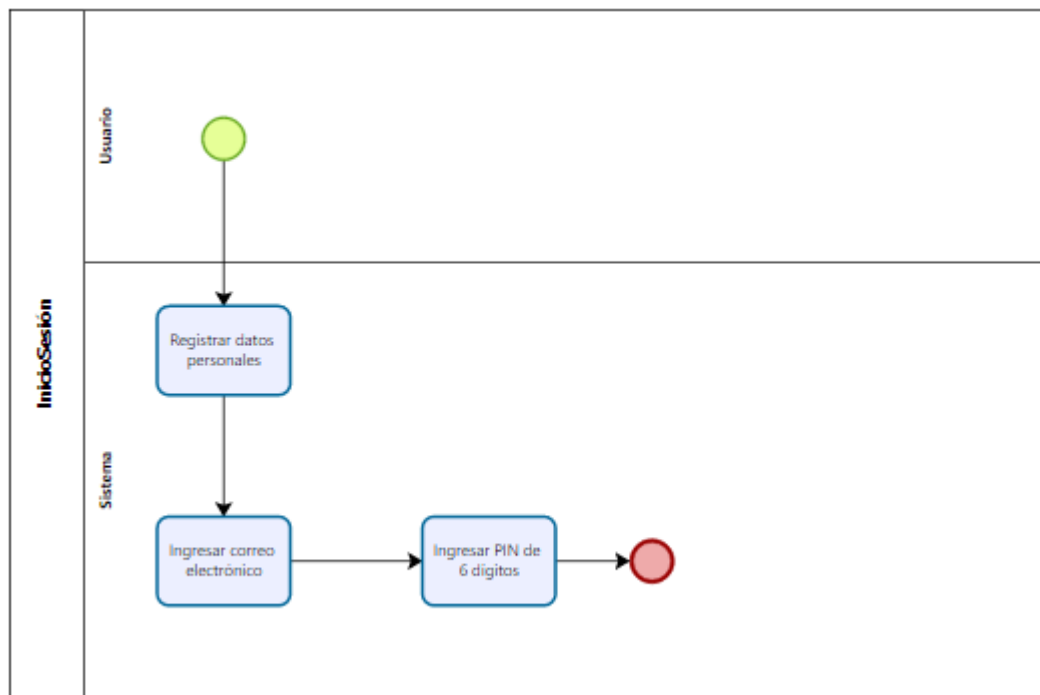 InicioSesión
Usuario
Sistema
Registrar datos
personales
Ingresar correo
electrónico
Ingresar PIN de
6 dígitos